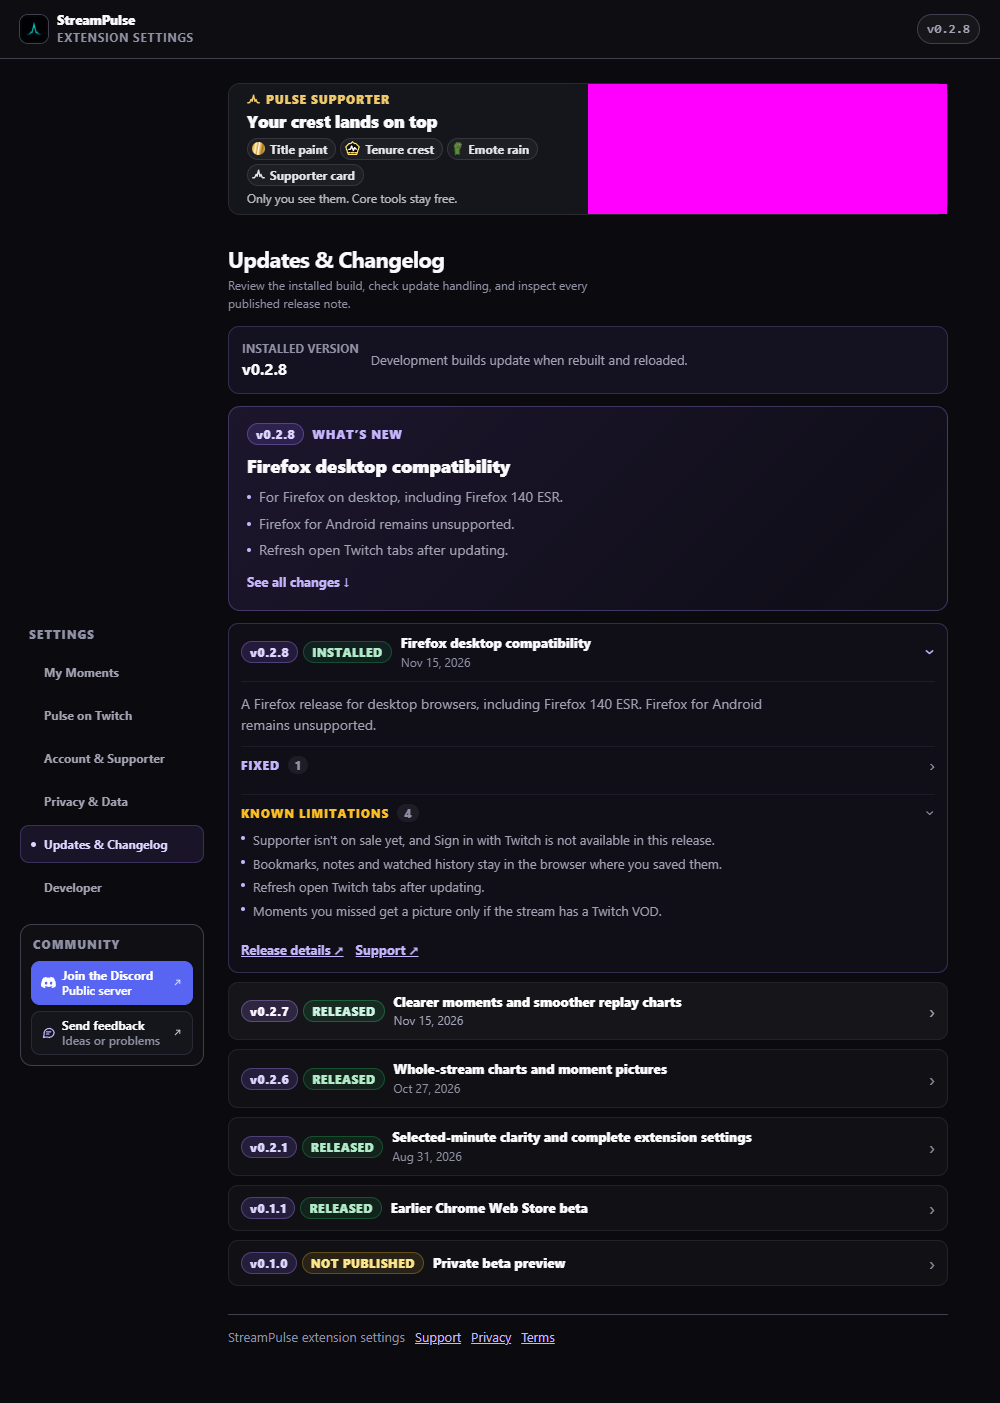 StreamPulse
EXTENSION SETTINGS
v0.2.8
PULSE SUPPORTER
Your crest lands on top
Title paint
Tenure crest
Emote rain
Supporter card
Only you see them. Core tools stay free.
Updates & Changelog
Review the installed build, check update handling, and inspect every
published release note.
INSTALLED VERSION
v0.2.8
Development builds update when rebuilt and reloaded.
v0.2.8 WHAT'S NEW
Firefox desktop compatibility
• For Firefox on desktop, including Firefox 140 ESR.
• Firefox for Android remains unsupported.
• Refresh open Twitch tabs after updating.
See all changes ↓
SETTINGS
My Moments
Pulse on Twitch
Account & Supporter
Privacy & Data
• Updates & Changelog
Developer
COMMUNITY
Join the Discord ↗
Public server
Send feedback ↗
Ideas or problems
v0.2.8 INSTALLED Firefox desktop compatibility
Nov 15, 2026
A Firefox release for desktop browsers, including Firefox 140 ESR. Firefox for Android
remains unsupported.
FIXED 1
KNOWN LIMITATIONS 4
• Supporter isn't on sale yet, and Sign in with Twitch is not available in this release.
• Bookmarks, notes and watched history stay in the browser where you saved them.
• Refresh open Twitch tabs after updating.
• Moments you missed get a picture only if the stream has a Twitch VOD.
Release details ↗ Support ↗
v0.2.7 RELEASED Clearer moments and smoother replay charts
Nov 15, 2026
v0.2.6 RELEASED Whole-stream charts and moment pictures
Oct 27, 2026
v0.2.1 RELEASED Selected-minute clarity and complete extension settings
Aug 31, 2026
v0.1.1 RELEASED Earlier Chrome Web Store beta
v0.1.0 NOT PUBLISHED Private beta preview
StreamPulse extension settings Support Privacy Terms